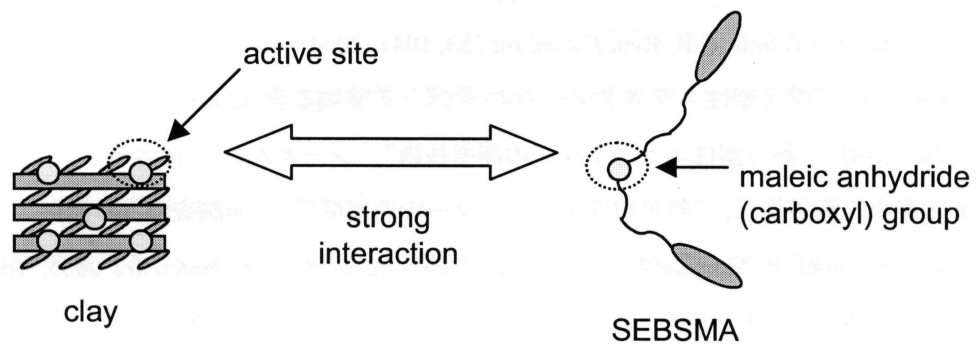 active site
strong
interaction
maleic anhydride
(carboxyl) group
clay
SEBSMA